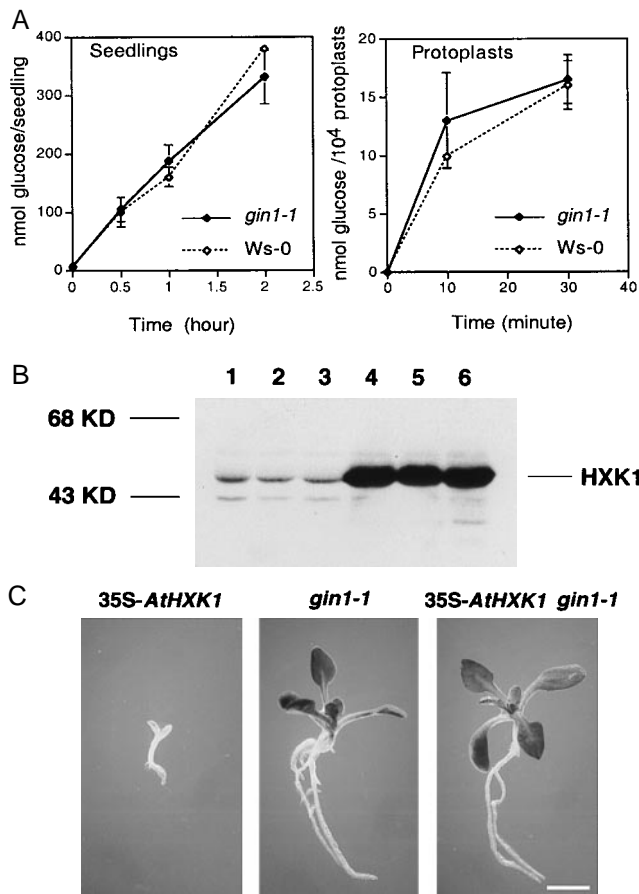 A
Seedlings
nmol glucose/seedling
400
300
200
100
0
gin1-1
Ws-0
0 0.5 1 1.5 2 2.5
Time (hour)
Protoplasts
nmol glucose /10⁴ protoplasts
20
15
10
5
0
gin1-1
Ws-0
0 10 20 30 40
Time (minute)
B
1 2 3 4 5 6
68 KD
43 KD
HXK1
C
35S-AtHXK1 gin1-1 35S-AtHXK1 gin1-1